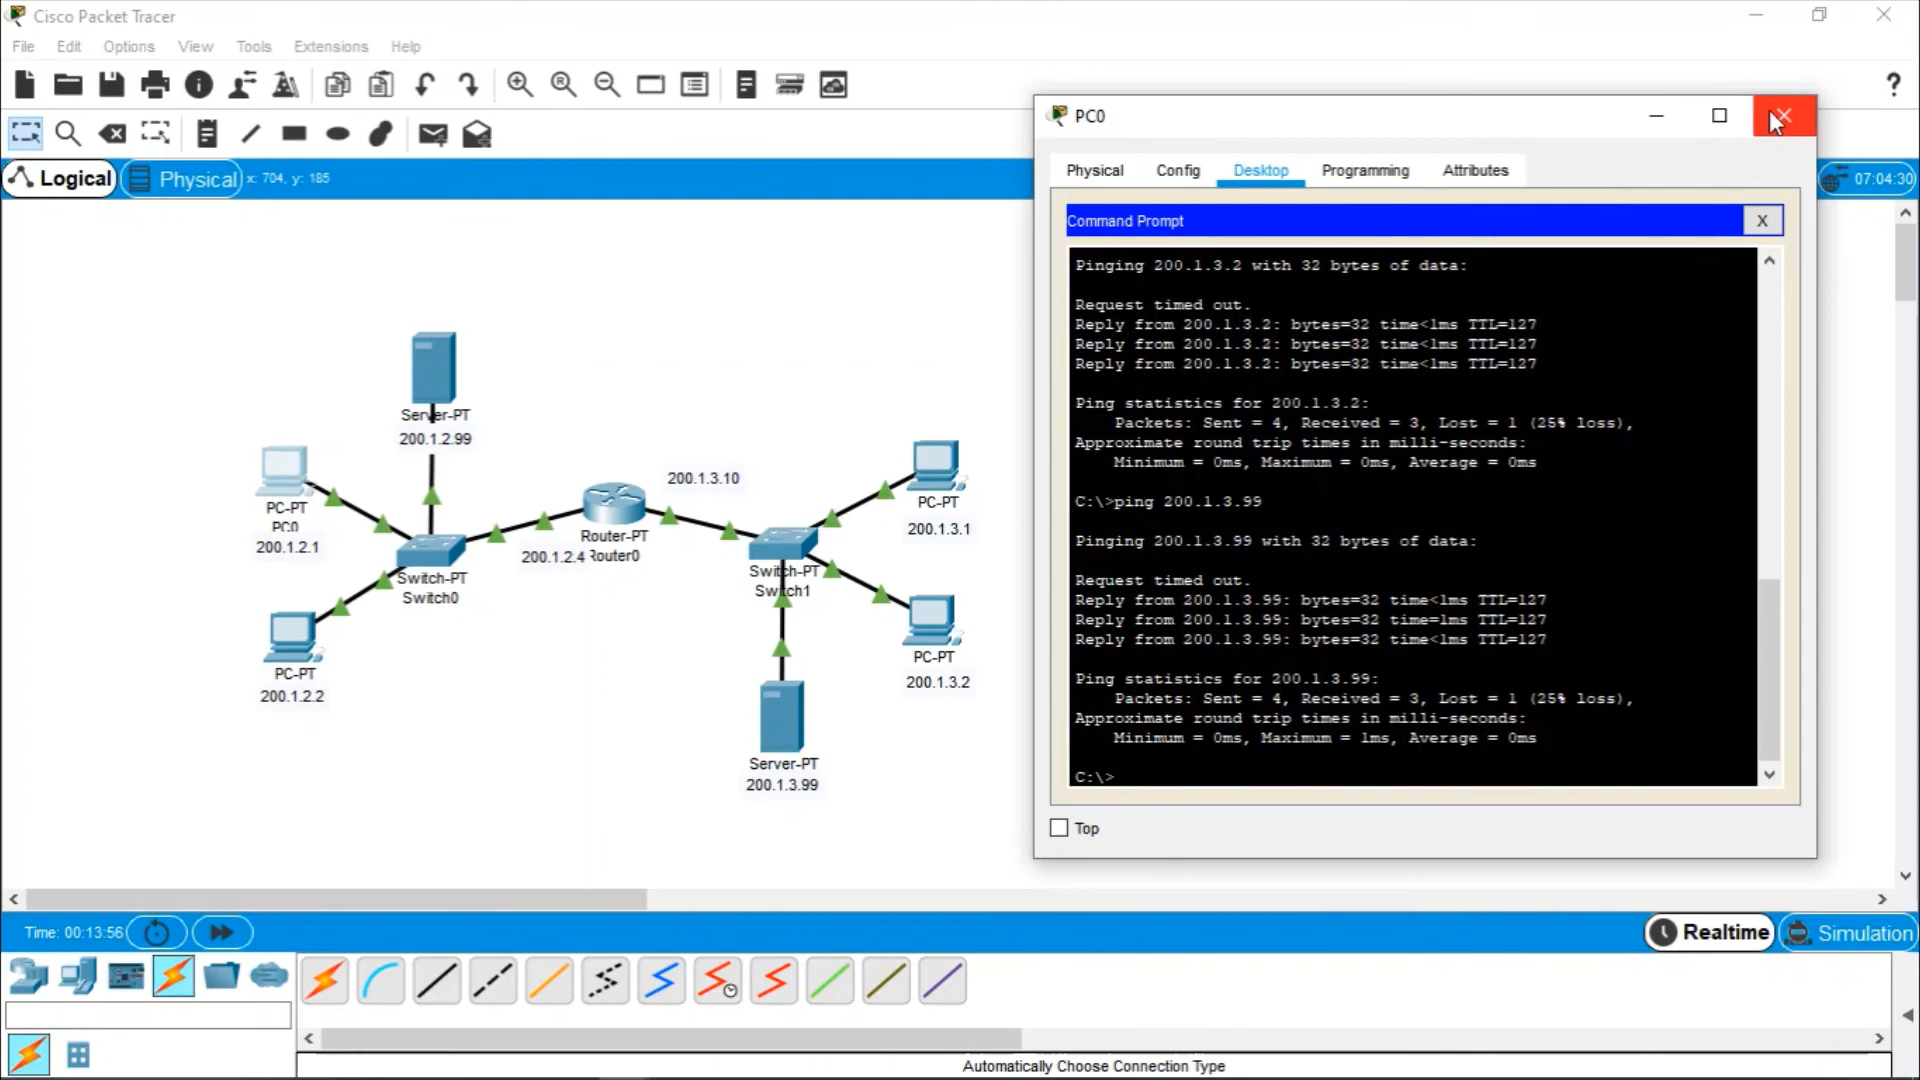 Cisco Packet Tracer
File Edit Options View Tools Extensions Help
?
Logical Physical x: 704, y: 185
07:04:30
Server-PT
200.1.2.99
PC-PT
PC0
200.1.2.1
Switch-PT
Switch0
PC-PT
200.1.2.2
200.1.2.4
Router-PT
Router0
200.1.3.10
Switch-PT
Switch1
PC-PT
200.1.3.1
PC-PT
200.1.3.2
Server-PT
200.1.3.99
PC0
Physical Config Desktop Programming Attributes
Command Prompt X
Pinging 200.1.3.2 with 32 bytes of data:
Request timed out.
Reply from 200.1.3.2: bytes=32 time<1ms TTL=127
Reply from 200.1.3.2: bytes=32 time<1ms TTL=127
Reply from 200.1.3.2: bytes=32 time<1ms TTL=127
Ping statistics for 200.1.3.2:
Packets: Sent = 4, Received = 3, Lost = 1 (25% loss),
Approximate round trip times in milli-seconds:
Minimum = 0ms, Maximum = 0ms, Average = 0ms
C:\>ping 200.1.3.99
Pinging 200.1.3.99 with 32 bytes of data:
Request timed out.
Reply from 200.1.3.99: bytes=32 time<1ms TTL=127
Reply from 200.1.3.99: bytes=32 time=1ms TTL=127
Reply from 200.1.3.99: bytes=32 time<1ms TTL=127
Ping statistics for 200.1.3.99:
Packets: Sent = 4, Received = 3, Lost = 1 (25% loss),
Approximate round trip times in milli-seconds:
Minimum = 0ms, Maximum = 1ms, Average = 0ms
C:\>
Top
Time: 00:13:56
Realtime Simulation
Automatically Choose Connection Type